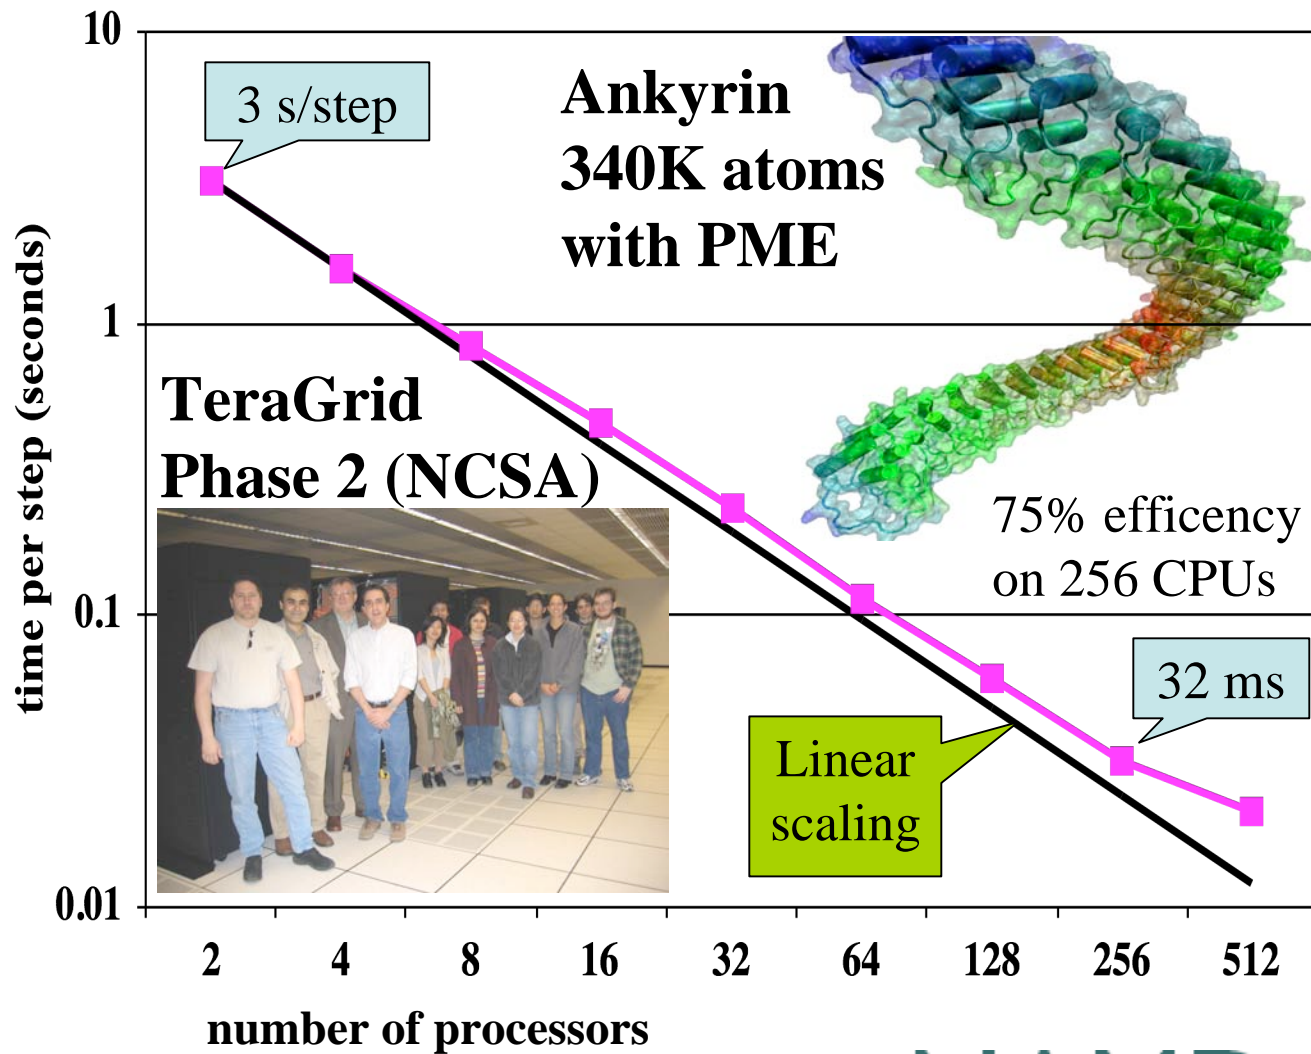 10
3 s/step
Ankyrin
340K atoms
with PME
1
time per step (seconds)
TeraGrid
Phase 2 (NCSA)
75% efficency
on 256 CPUs
0.1
32 ms
Linear
scaling
0.01
2 4 8 16 32 64 128 256 512
number of processors